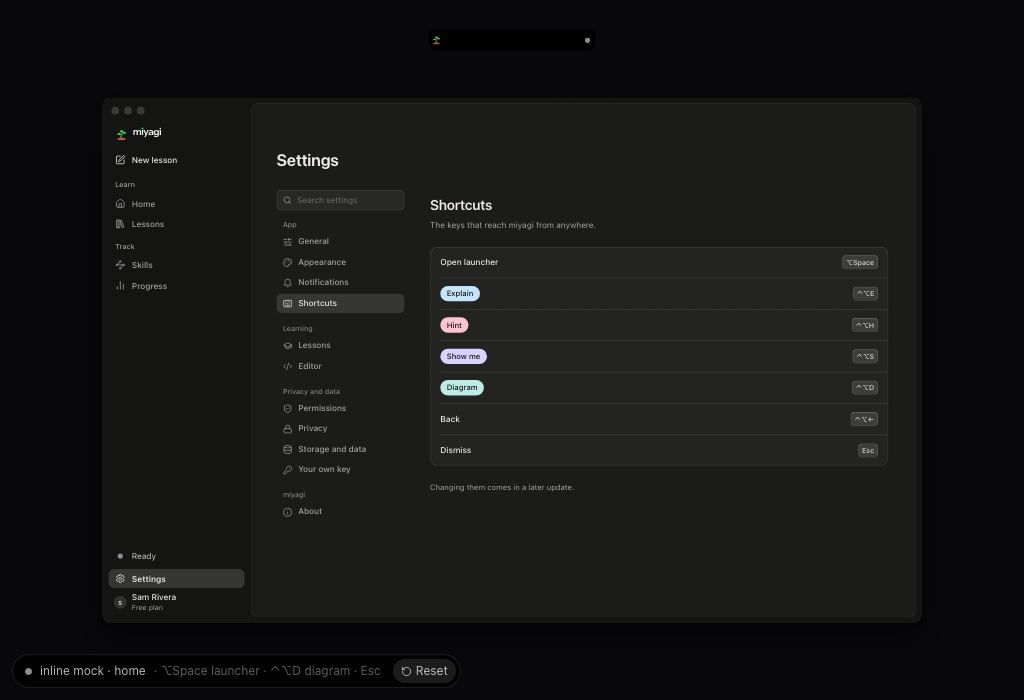 miyagi
New lesson
Learn
Home
Lessons
Track
Skills
Progress
Ready
Settings
S
Sam Rivera
Free plan
Settings
Search settings
App
General
Appearance
Notifications
Shortcuts
Learning
Lessons
Editor
Privacy and data
Permissions
Privacy
Storage and data
Your own key
miyagi
About
Shortcuts
The keys that reach miyagi from anywhere.
Open launcher ⌥Space
Explain ^⌥E
Hint ^⌥H
Show me ^⌥S
Diagram ^⌥D
Back ^⌥←
Dismiss Esc
Changing them comes in a later update.
inline mock · home · ⌥Space launcher · ^⌥D diagram · Esc Reset